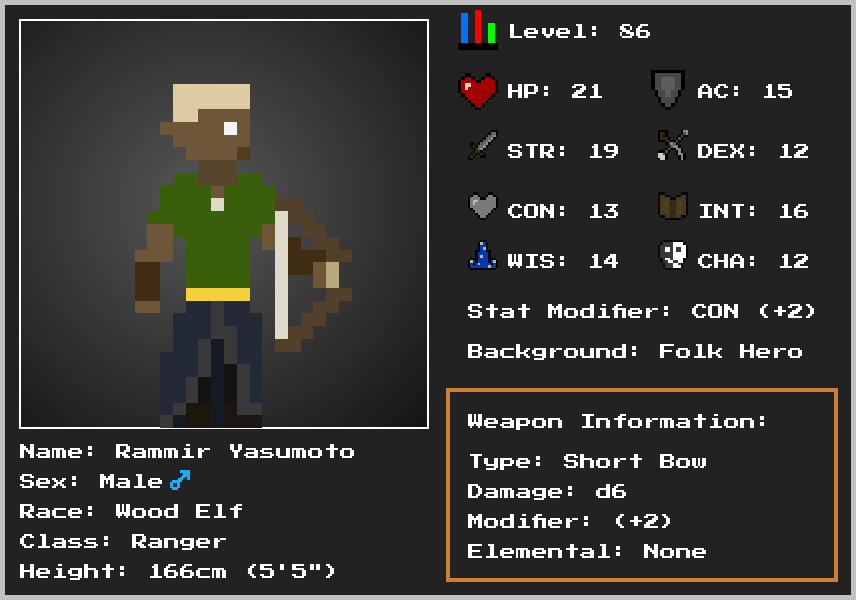 Level: 86
HP: 21 AC: 15
STR: 19 DEX: 12
CON: 13 INT: 16
WIS: 14 CHA: 12
Stat Modifier: CON (+2)
Background: Folk Hero
Weapon Information:
Type: Short Bow
Damage: d6
Modifier: (+2)
Elemental: None
Name: Rammir Yasumoto
Sex: Male ♂
Race: Wood Elf
Class: Ranger
Height: 166cm (5'5")